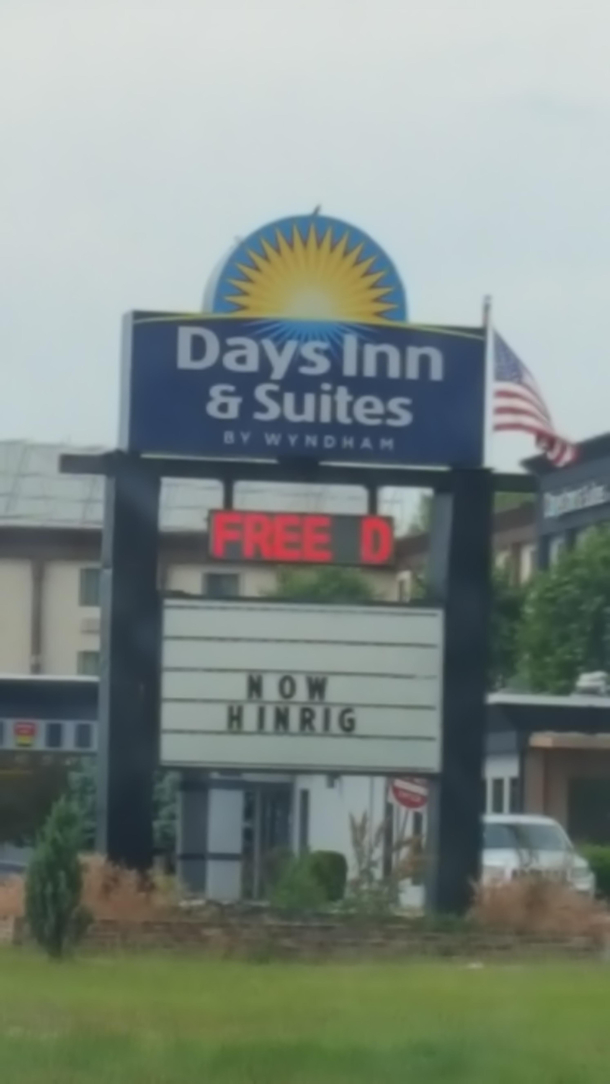 Days Inn
& Suites
BY WYNDHAM
FREE D
NOW
HINRIG